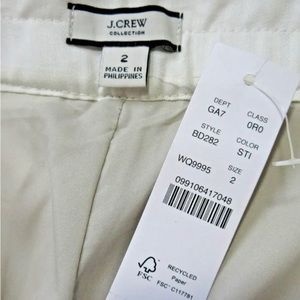 J.CREW
COLLECTION
2
MADE IN
PHILIPPINES
DEPT CLASS
GA7 0R0
STYLE COLOR
BD282 STI
SIZE
WQ9995 2
099106417048
FSC
RECYCLED
Paper
FSC® C117781